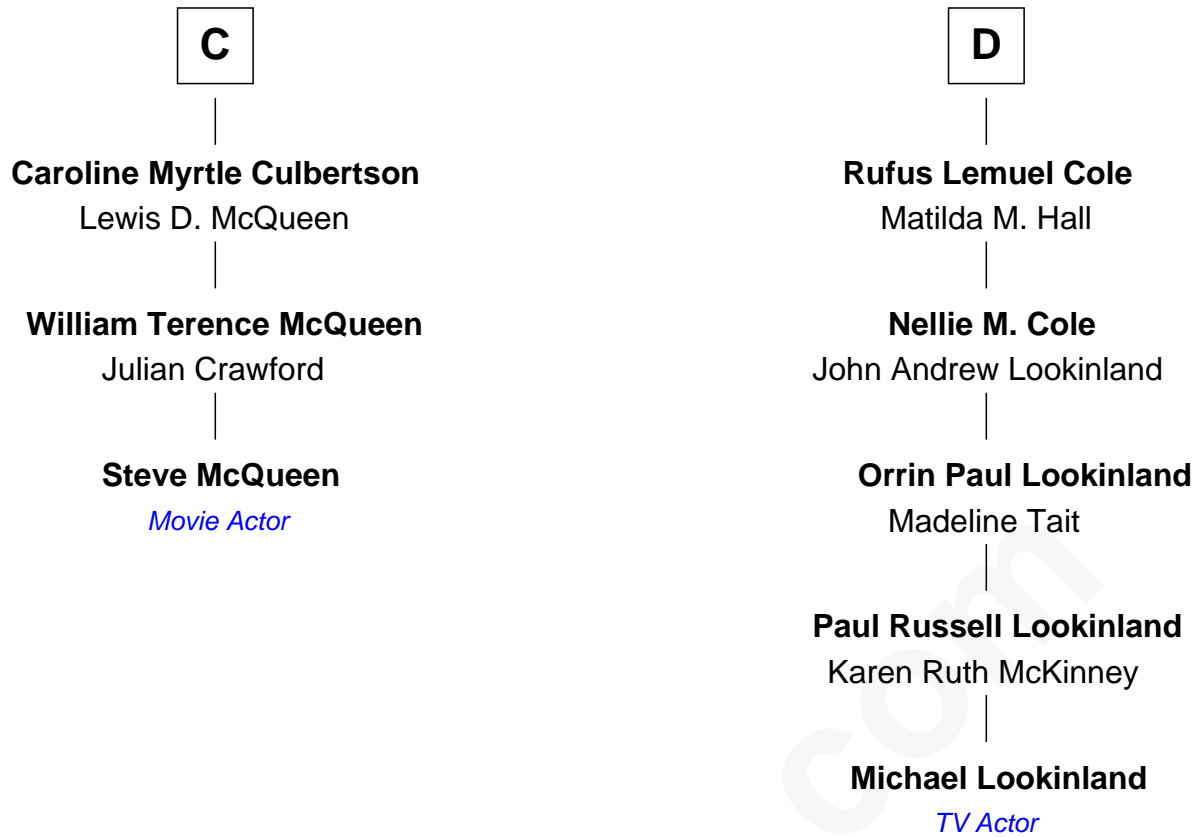 C
Caroline Myrtle Culbertson
Lewis D. McQueen
William Terence McQueen
Julian Crawford
Steve McQueen
Movie Actor
D
Rufus Lemuel Cole
Matilda M. Hall
Nellie M. Cole
John Andrew Lookinland
Orrin Paul Lookinland
Madeline Tait
Paul Russell Lookinland
Karen Ruth McKinney
Michael Lookinland
TV Actor
com